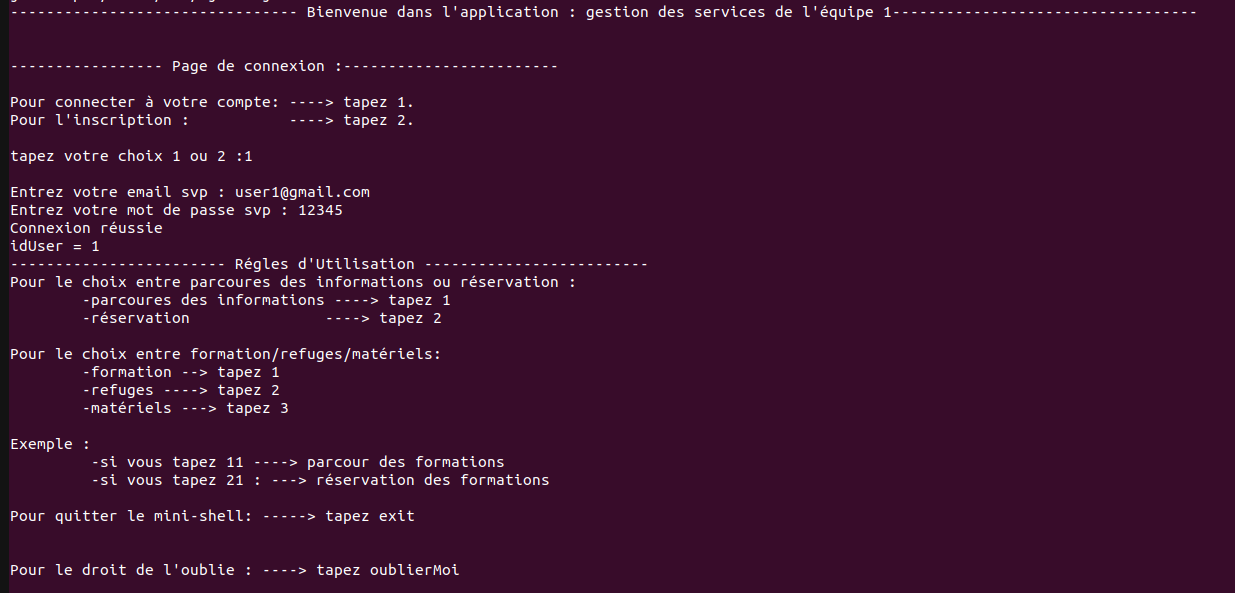 -------------------------------- Bienvenue dans l'application : gestion des services de l'équipe 1----------------------------------
----------------- Page de connexion :------------------------
Pour connecter à votre compte: ----> tapez 1.
Pour l'inscription :           ----> tapez 2.
tapez votre choix 1 ou 2 :1
Entrez votre email svp : user1@gmail.com
Entrez votre mot de passe svp : 12345
Connexion réussie
idUser = 1
------------------------ Régles d'Utilisation -------------------------
Pour le choix entre parcoures des informations ou réservation :
        -parcoures des informations ----> tapez 1
        -réservation               ----> tapez 2
Pour le choix entre formation/refuges/matériels:
        -formation --> tapez 1
        -refuges ----> tapez 2
        -matériels ---> tapez 3
Exemple :
         -si vous tapez 11 ----> parcour des formations
         -si vous tapez 21 : ---> réservation des formations
Pour quitter le mini-shell: -----> tapez exit
Pour le droit de l'oublie : ----> tapez oublierMoi